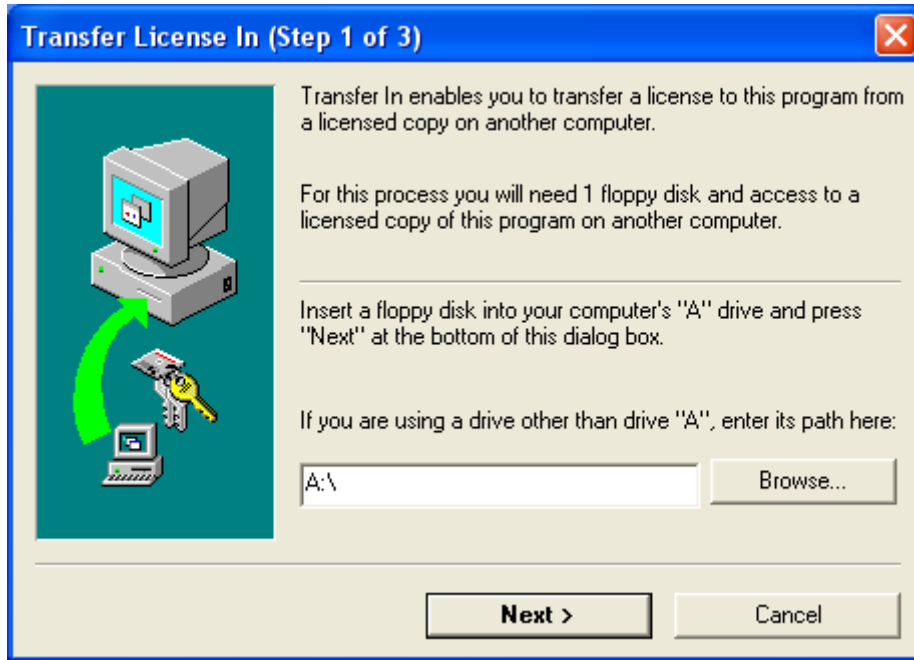 Transfer License In (Step 1 of 3)
Transfer In enables you to transfer a license to this program from
a licensed copy on another computer.
For this process you will need 1 floppy disk and access to a
licensed copy of this program on another computer.
Insert a floppy disk into your computer's "A" drive and press
"Next" at the bottom of this dialog box.
If you are using a drive other than drive "A", enter its path here:
A:\
Browse...
Next >
Cancel